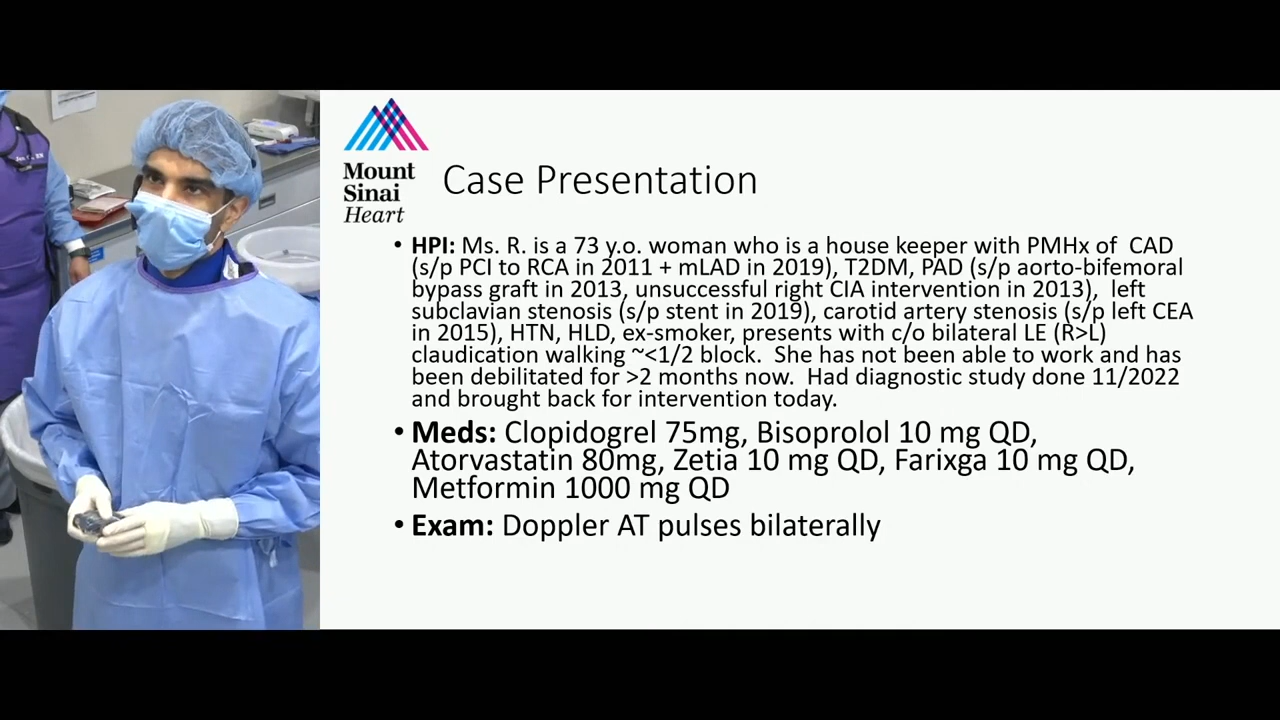 Mount
Sinai
Heart
Case Presentation
• HPI: Ms. R. is a 73 y.o. woman who is a house keeper with PMHx of CAD
(s/p PCI to RCA in 2011 + mLAD in 2019), T2DM, PAD (s/p aorto-bifemoral
bypass graft in 2013, unsuccessful right CIA intervention in 2013), left
subclavian stenosis (s/p stent in 2019), carotid artery stenosis (s/p left CEA
in 2015), HTN, HLD, ex-smoker, presents with c/o bilateral LE (R>L)
claudication walking ~<1/2 block. She has not been able to work and has
been debilitated for >2 months now. Had diagnostic study done 11/2022
and brought back for intervention today.
• Meds: Clopidogrel 75mg, Bisoprolol 10 mg QD,
Atorvastatin 80mg, Zetia 10 mg QD, Farixga 10 mg QD,
Metformin 1000 mg QD
• Exam: Doppler AT pulses bilaterally